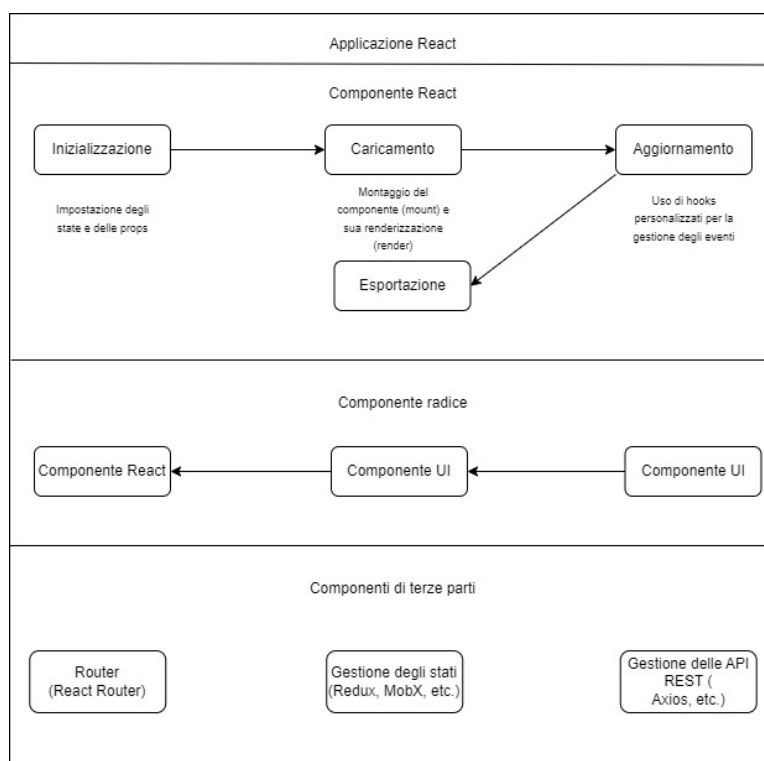 Applicazione React
Componente React
Inizializzazione
Caricamento
Aggiornamento
Impostazione degli
state e delle props
Montaggio del
componente (mount) e
sua renderizzazione
(render)
Uso di hooks
personalizzati per la
gestione degli eventi
Esportazione
Componente radice
Componente React
Componente UI
Componente UI
Componenti di terze parti
Router
(React Router)
Gestione degli stati
(Redux, MobX, etc.)
Gestione delle API
REST (
Axios, etc.)